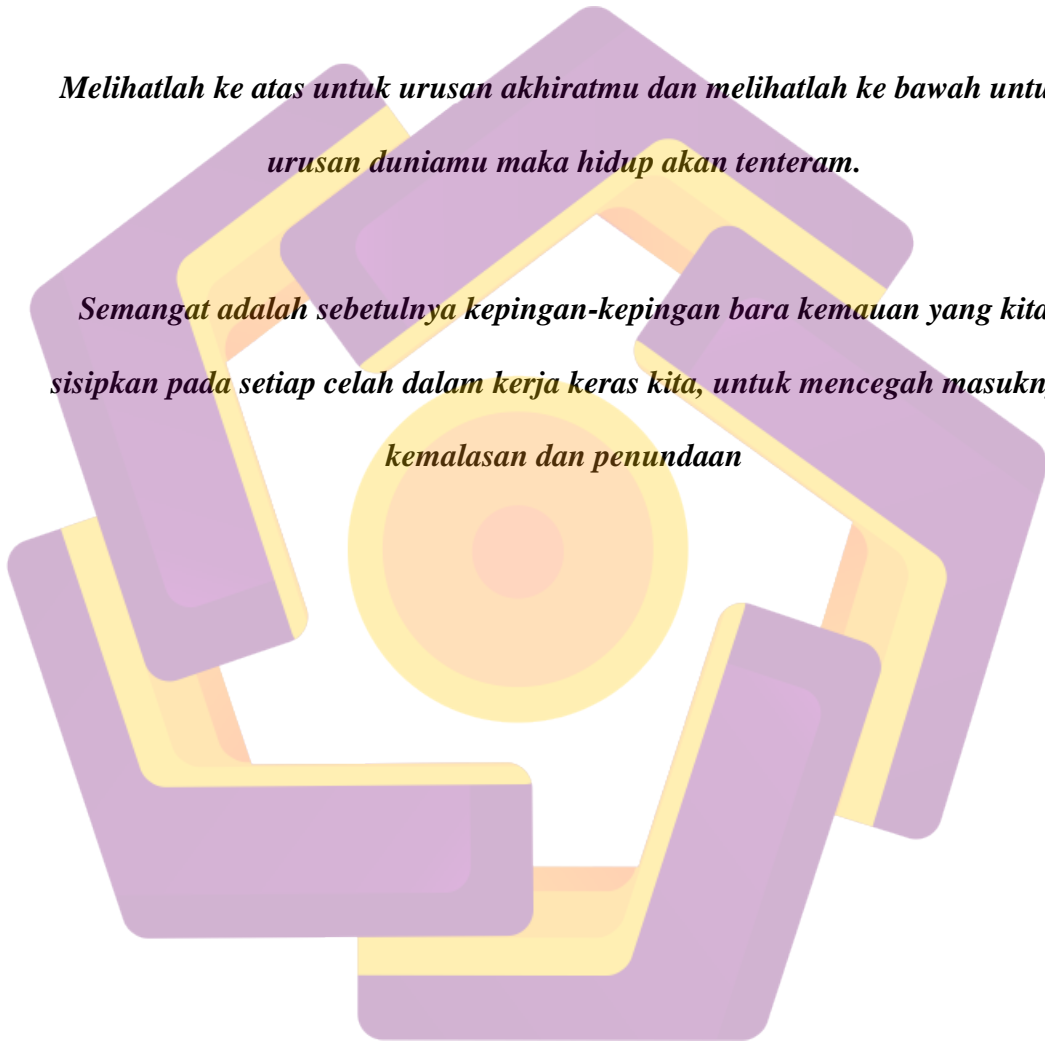 Melihatlah ke atas untuk urusan akhiratmu dan melihatlah ke bawah untu
urusan duniamu maka hidup akan tenteram.
Semangat adalah sebetulnya kepingan-kepingan bara kemauan yang kita
sisipkan pada setiap celah dalam kerja keras kita, untuk mencegah masukn
kemalasan dan penundaan